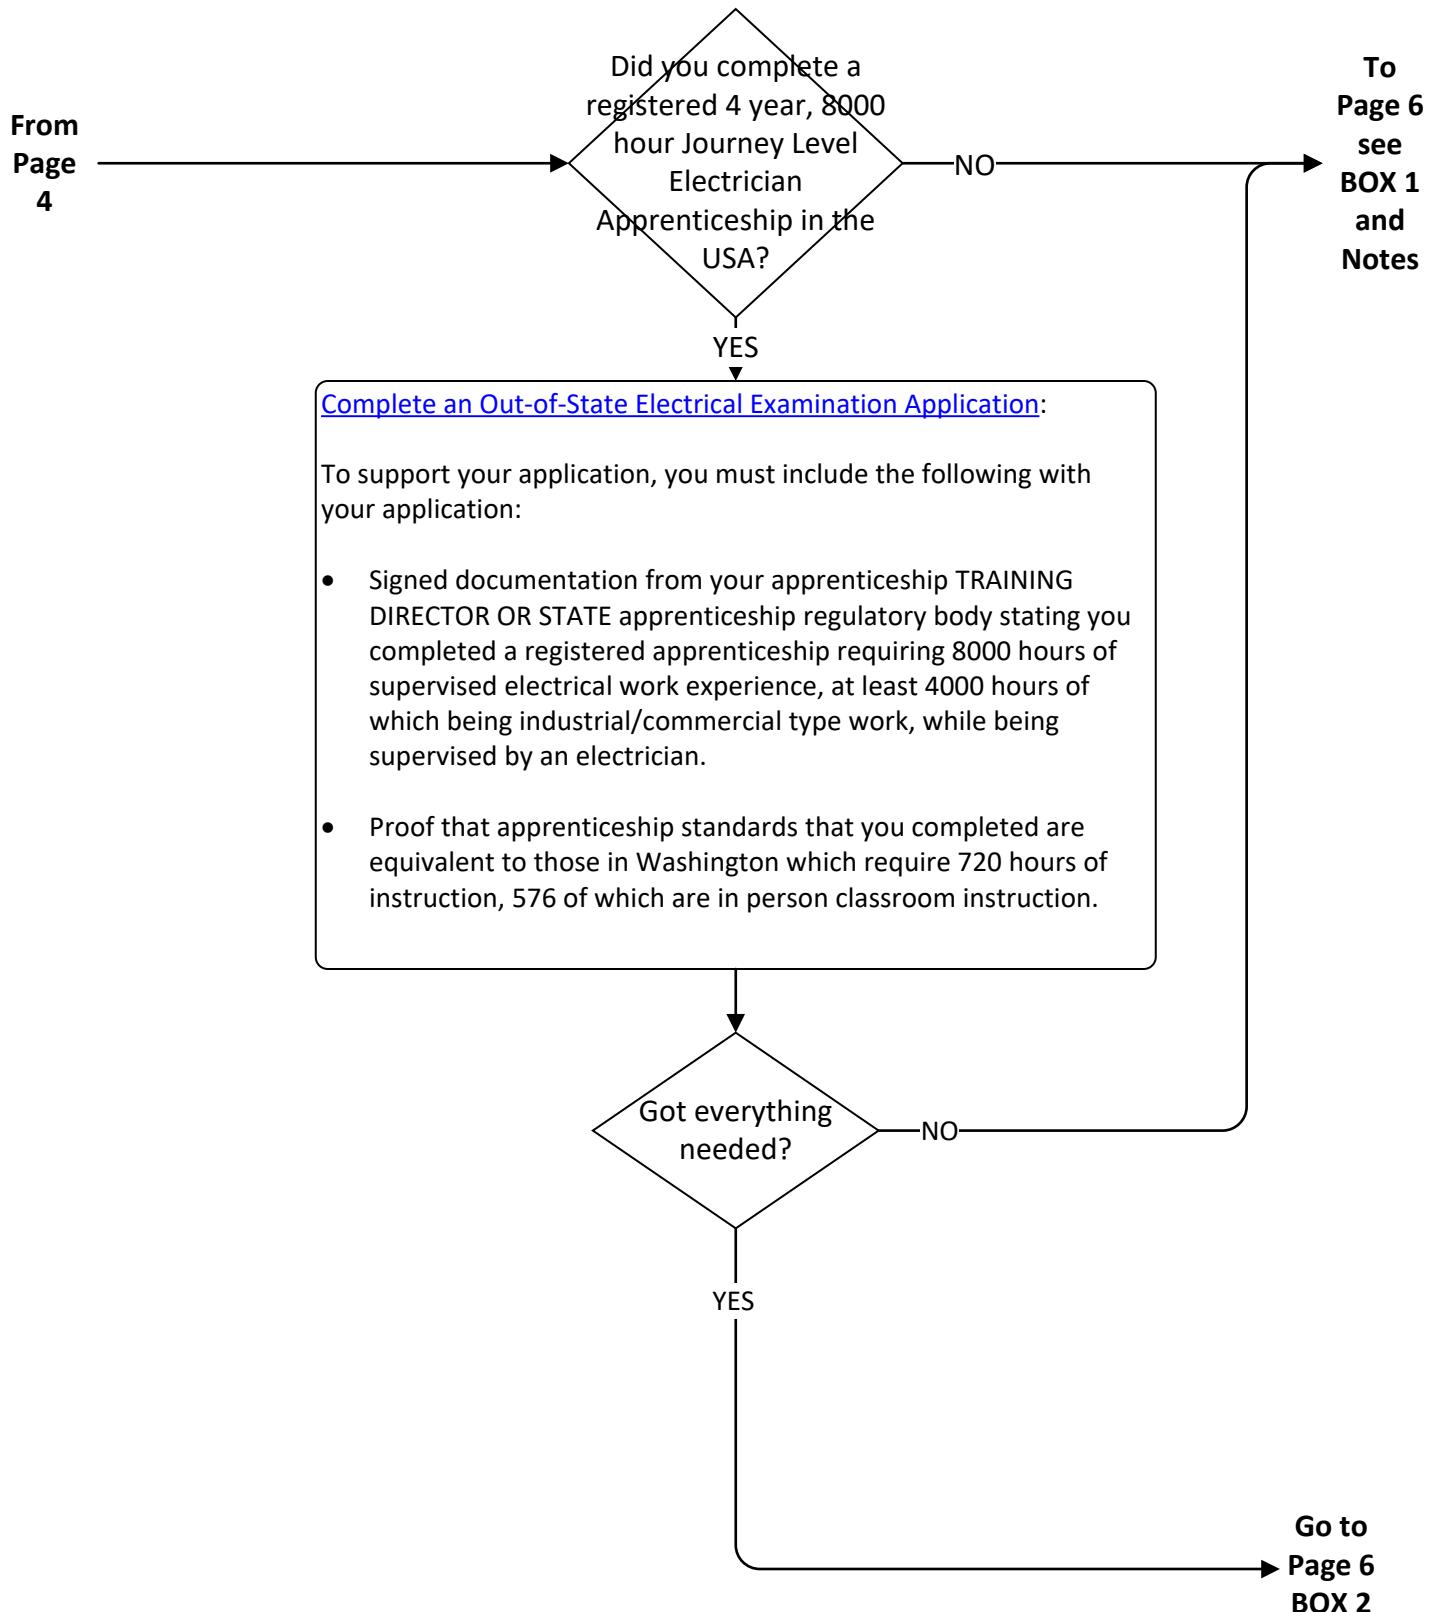 From
Page
4
Did you complete a
registered 4 year, 8000
hour Journey Level
Electrician
Apprenticeship in the
USA?
NO
To
Page 6
see
BOX 1
and
Notes
YES
Complete an Out-of-State Electrical Examination Application:
To support your application, you must include the following with
your application:
• Signed documentation from your apprenticeship TRAINING
DIRECTOR OR STATE apprenticeship regulatory body stating you
completed a registered apprenticeship requiring 8000 hours of
supervised electrical work experience, at least 4000 hours of
which being industrial/commercial type work, while being
supervised by an electrician.
• Proof that apprenticeship standards that you completed are
equivalent to those in Washington which require 720 hours of
instruction, 576 of which are in person classroom instruction.
Got everything
needed?
NO
YES
Go to
Page 6
BOX 2